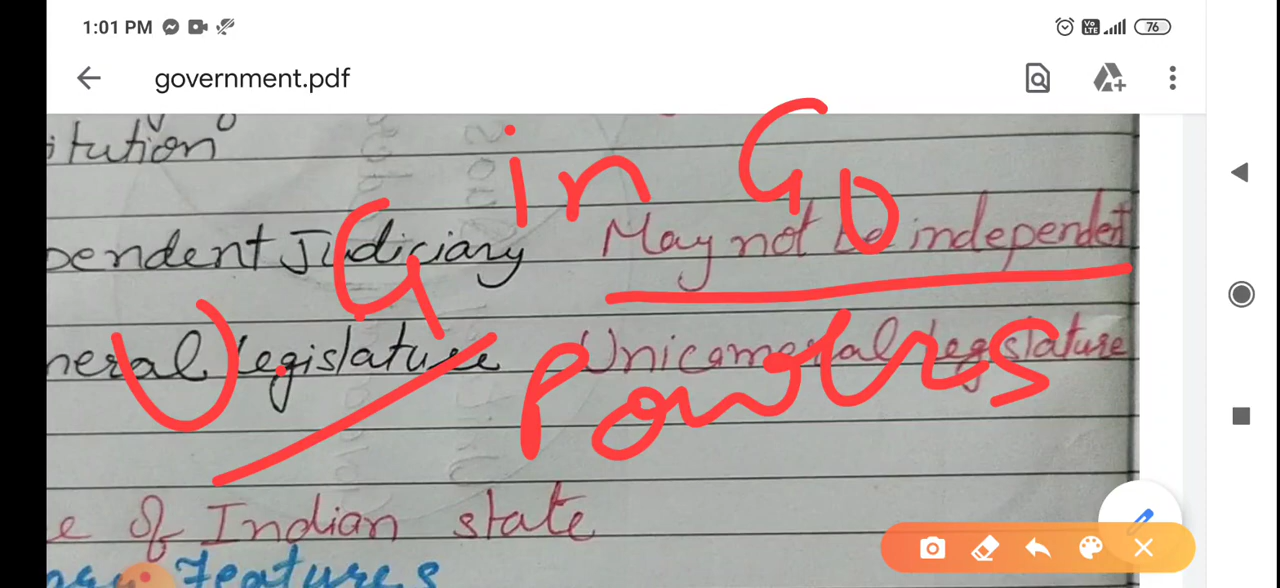 1:01 PM
76
government.pdf
itution
in G
pendent Judiciary May not be independent
neral legislature Unicameral legislature
Powers
e of Indian state
Features